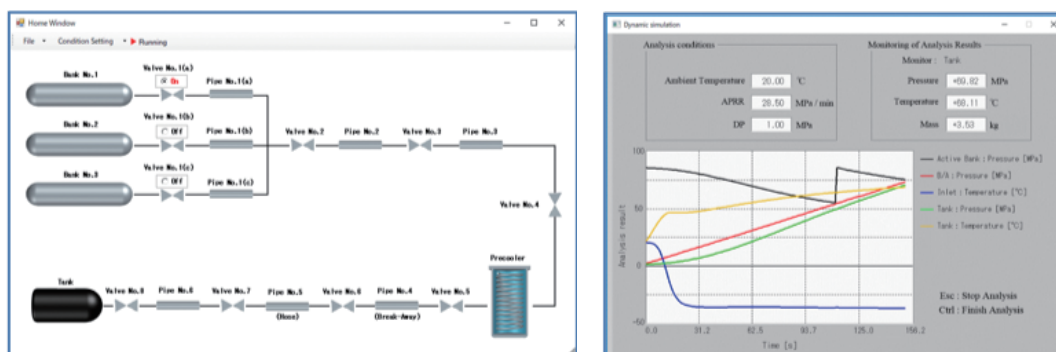 Home Window
File
Condition Setting
Running
Bank No.1
Valve No.1(a)
On
Pipe No.1(a)
Bank No.2
Valve No.1(b)
Off
Pipe No.1(b)
Valve No.2
Pipe No.2
Valve No.3
Pipe No.3
Bank No.3
Valve No.1(c)
Off
Pipe No.1(c)
Valve No.4
Precooler
Tank
Valve No.8
Pipe No.6
Valve No.7
Pipe No.5
(Hose)
Valve No.6
Pipe No.4
(Break-Away)
Valve No.5
Dynamic simulation
Analysis conditions
Ambient Temperature 20.00 ℃
APRR 28.50 MPa / min
DP 1.00 MPa
Monitoring of Analysis Results
Monitor : Tank
Pressure +69.82 MPa
Temperature +68.11 ℃
Mass +3.53 kg
100
50
0
-50
Analysis result
0.0 31.2 62.5 90.7 125.0 156.2
Time [s]
Active Bank : Pressure [MPa]
B/A : Pressure [MPa]
Inlet : Temperature [℃]
Tank : Pressure [MPa]
Tank : Temperature [℃]
Esc : Stop Analysis
Ctrl : Finish Analysis